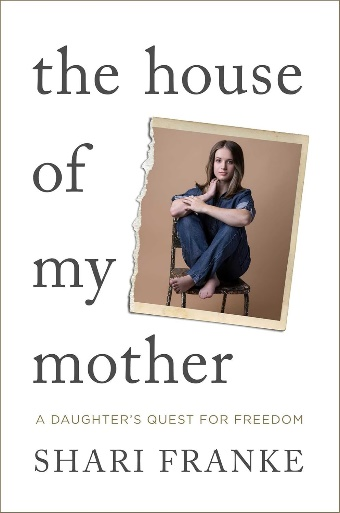 the house
of
my
mother
A DAUGHTER'S QUEST FOR FREEDOM
SHARI FRANKE